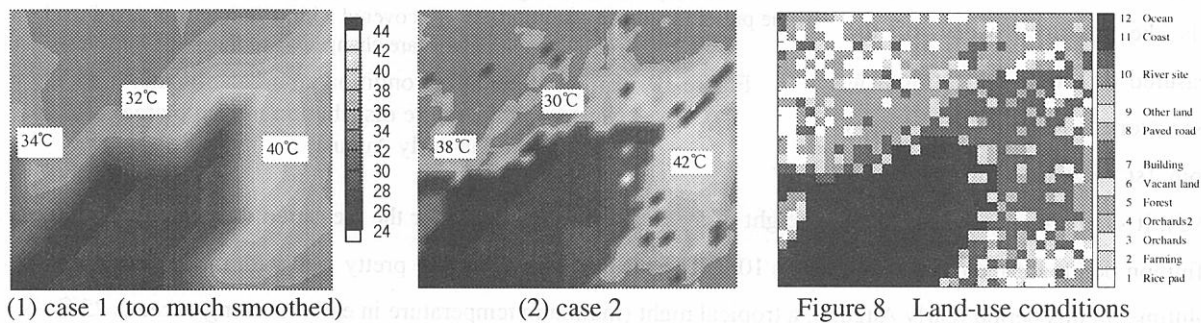 32℃
34℃
40℃
44
42
40
38
36
34
32
30
28
26
24
30℃
38℃
42℃
12 Ocean
11 Coast
10 River site
9 Other land
8 Paved road
7 Building
6 Vacant land
5 Forest
4 Orchards2
3 Orchards
2 Farming
1 Rice pad
(1) case 1 (too much smoothed)
(2) case 2
Figure 8 Land-use conditions